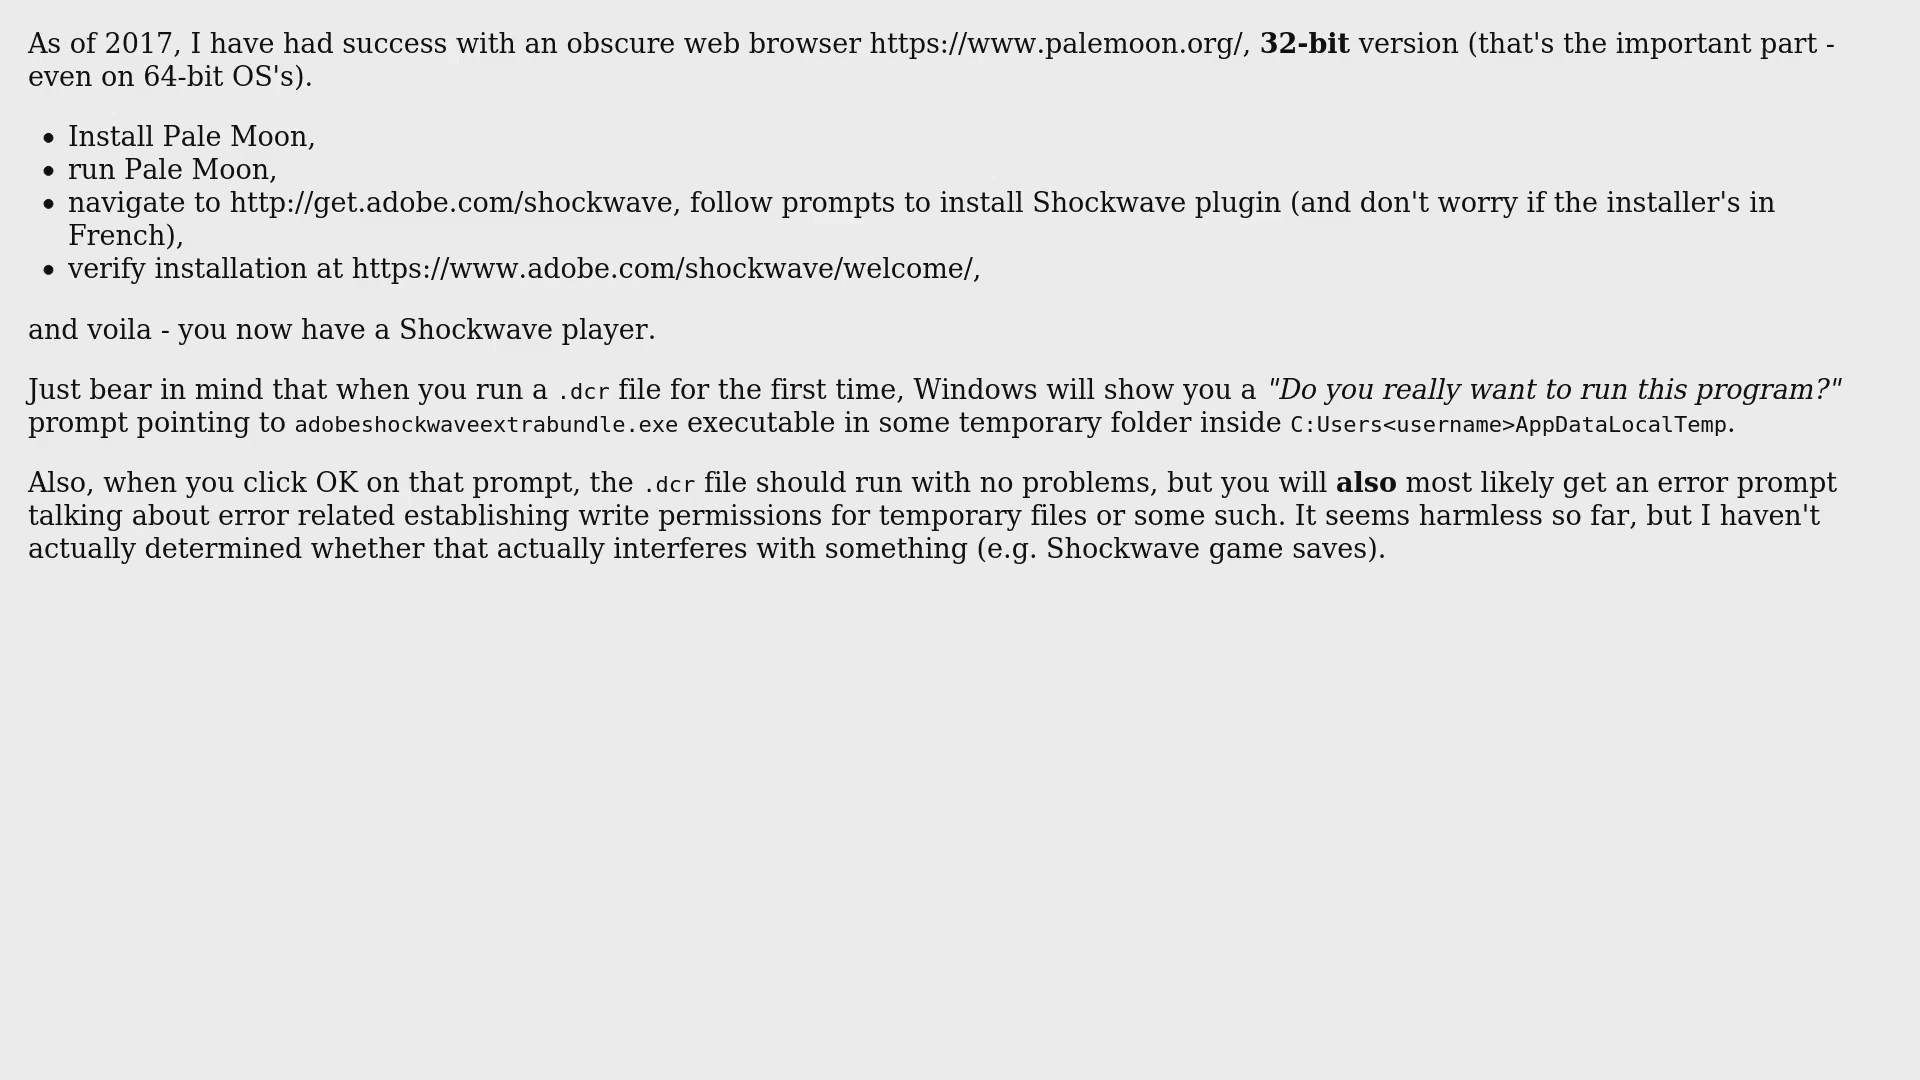 As of 2017, I have had success with an obscure web browser https://www.palemoon.org/, 32-bit version (that's the important part -
even on 64-bit OS's).
• Install Pale Moon,
• run Pale Moon,
• navigate to http://get.adobe.com/shockwave, follow prompts to install Shockwave plugin (and don't worry if the installer's in
French),
• verify installation at https://www.adobe.com/shockwave/welcome/,
and voila - you now have a Shockwave player.
Just bear in mind that when you run a .dcr file for the first time, Windows will show you a "Do you really want to run this program?"
prompt pointing to adobeshockwaveextrabundle.exe executable in some temporary folder inside C:Users<username>AppDataLocalTemp.
Also, when you click OK on that prompt, the .dcr file should run with no problems, but you will also most likely get an error prompt
talking about error related establishing write permissions for temporary files or some such. It seems harmless so far, but I haven't
actually determined whether that actually interferes with something (e.g. Shockwave game saves).